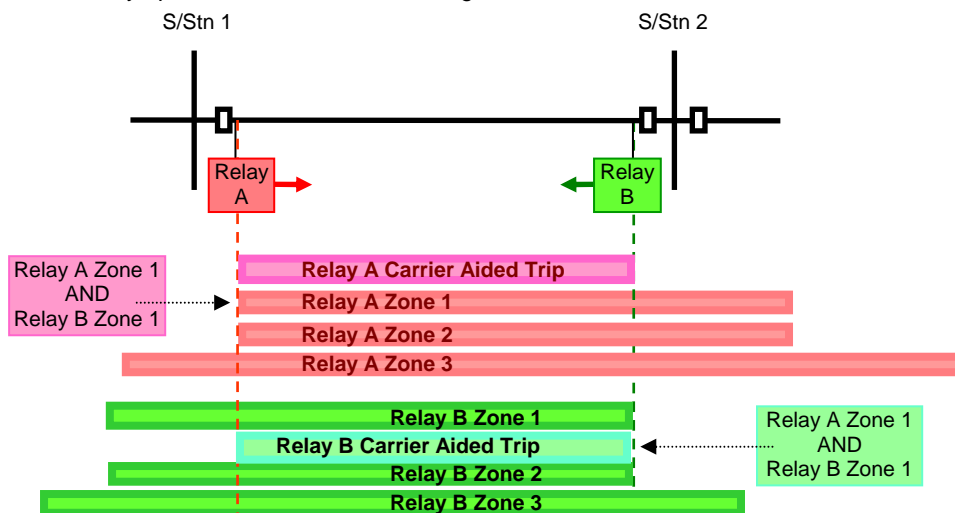 S/Stn 1
S/Stn 2
Relay
A
Relay
B
Relay A Zone 1
AND
Relay B Zone 1
Relay A Carrier Aided Trip
Relay A Zone 1
Relay A Zone 2
Relay A Zone 3
Relay B Zone 1
Relay B Carrier Aided Trip
Relay B Zone 2
Relay B Zone 3
Relay A Zone 1
AND
Relay B Zone 1